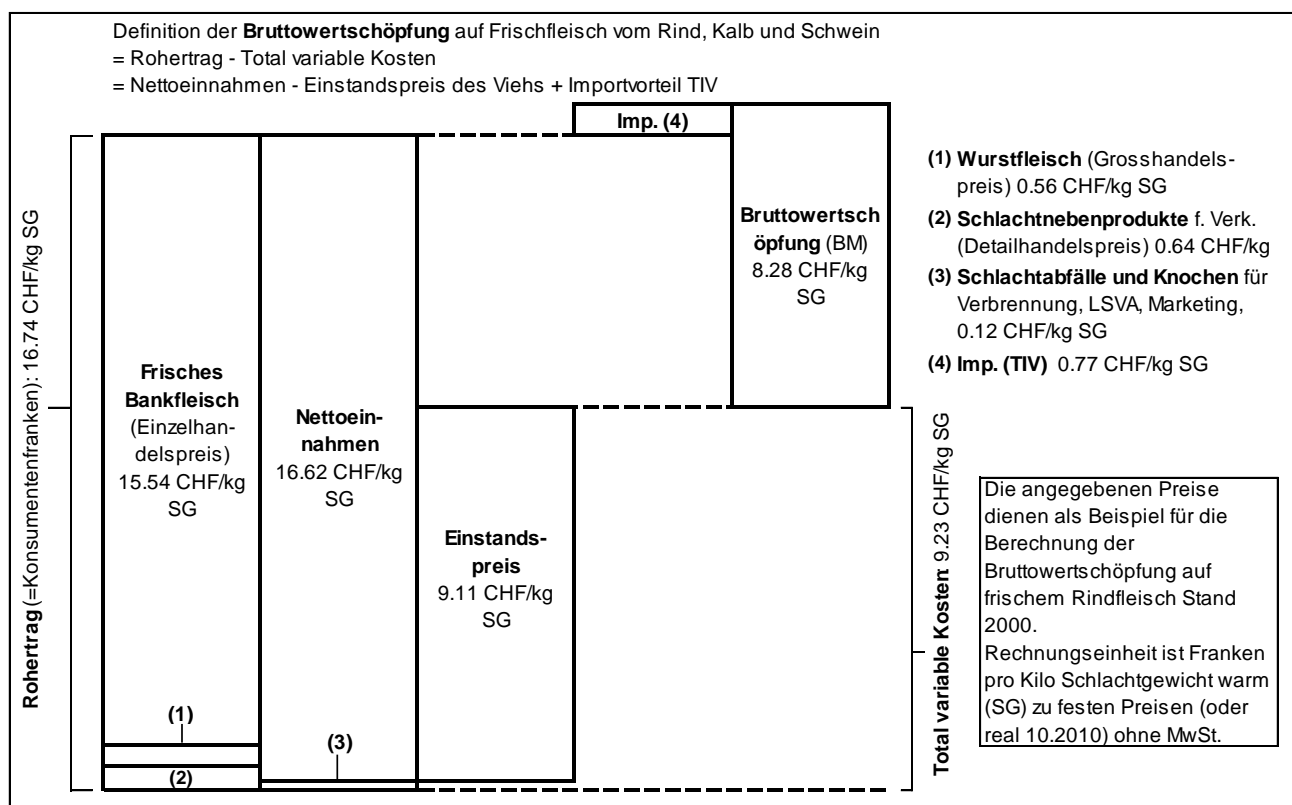 Definition der Bruttowertschöpfung auf Frischfleisch vom Rind, Kalb und Schwein
= Rohertrag - Total variable Kosten
= Nettoeinnahmen - Einstandspreis des Viehs + Importvorteil TIV
Rohertrag (=Konsumentenfranken): 16.74 CHF/kg SG
Frisches
Bankfleisch
(Einzelhan-
delspreis)
15.54 CHF/kg
SG
(1)
(2)
Nettoein-
nahmen
16.62 CHF/kg
SG
(3)
Einstands-
preis
9.11 CHF/kg
SG
Imp. (4)
Bruttowertsch
öpfung (BM)
8.28 CHF/kg
SG
Total variable Kosten: 9.23 CHF/kg SG
(1) Wurstfleisch (Grosshandels-
preis) 0.56 CHF/kg SG
(2) Schlachtnebenprodukte f. Verk.
(Detailhandelspreis) 0.64 CHF/kg
(3) Schlachtabfälle und Knochen für
Verbrennung, LSVA, Marketing,
0.12 CHF/kg SG
(4) Imp. (TIV) 0.77 CHF/kg SG
Die angegebenen Preise
dienen als Beispiel für die
Berechnung der
Bruttowertschöpfung auf
frischem Rindfleisch Stand
2000.
Rechnungseinheit ist Franken
pro Kilo Schlachtgewicht warm
(SG) zu festen Preisen (oder
real 10.2010) ohne MwSt.